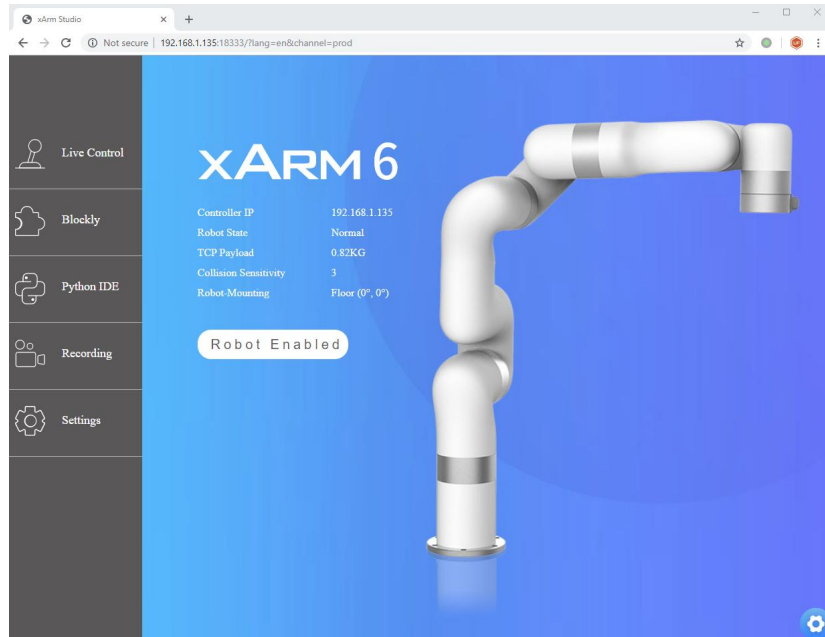 xArm Studio
Not secure | 192.168.1.135:18333/?lang=en&channel=prod
Live Control
Blockly
Python IDE
Recording
Settings
XARM 6
Controller IP 192.168.1.135
Robot State Normal
TCP Payload 0.82KG
Collision Sensitivity 3
Robot-Mounting Floor (0°, 0°)
Robot Enabled